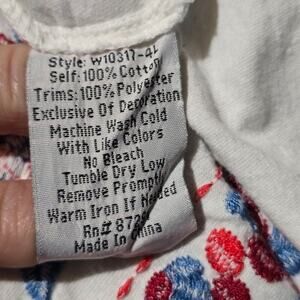 Style: W10317-4L
Self: 100% Cotton
Trims: 100% Polyester
Exclusive Of Decoration
Machine Wash Cold
With Like Colors
No Bleach
Tumble Dry Low
Remove Promptly
Warm Iron If Needed
Rn#
Made In China